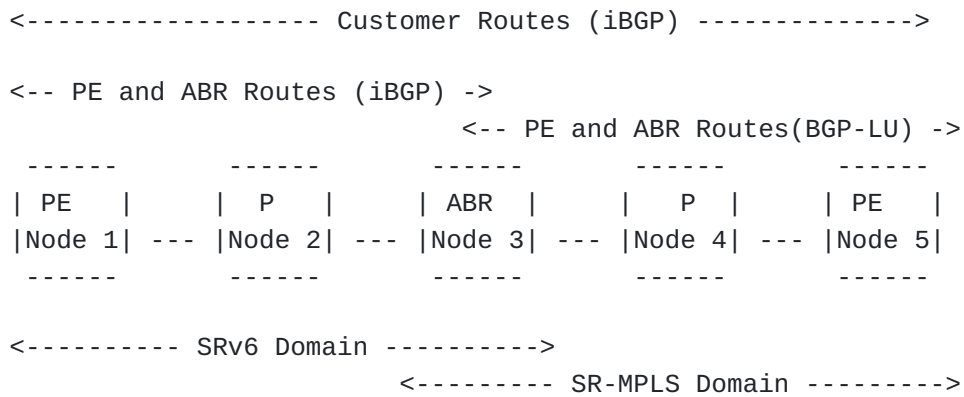 <------------------- Customer Routes (iBGP) -------------->
<-- PE and ABR Routes (iBGP) ->
<-- PE and ABR Routes(BGP-LU) ->
------ ------ ------ ------ ------
| PE | | P | | ABR | | P | | PE |
|Node 1| --- |Node 2| --- |Node 3| --- |Node 4| --- |Node 5|
------ ------ ------ ------ ------
<---------- SRv6 Domain ---------->
<--------- SR-MPLS Domain --------->